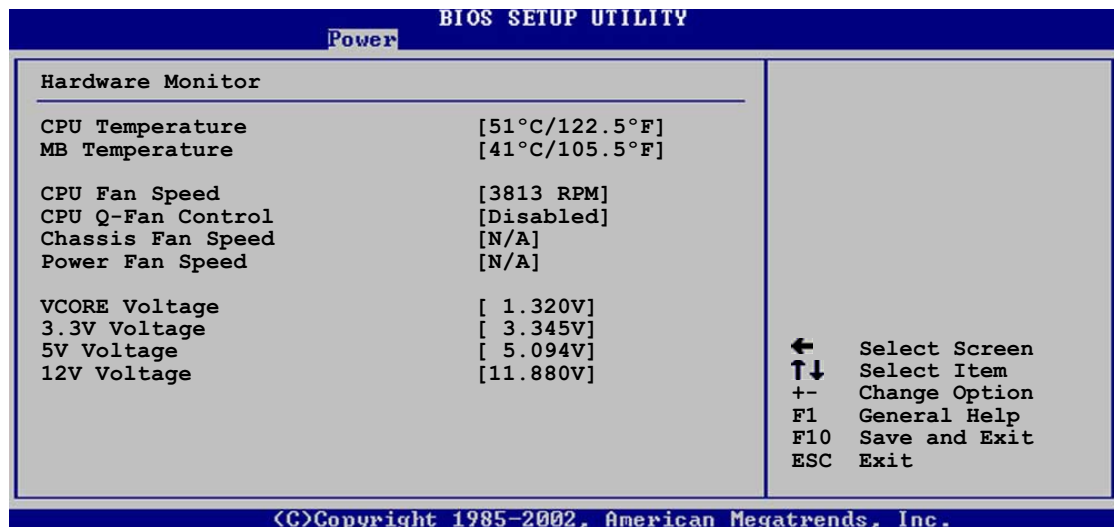 BIOS SETUP UTILITY
Power
Hardware Monitor
CPU Temperature [51°C/122.5°F]
MB Temperature [41°C/105.5°F]
CPU Fan Speed [3813 RPM]
CPU Q-Fan Control [Disabled]
Chassis Fan Speed [N/A]
Power Fan Speed [N/A]
VCORE Voltage [ 1.320V]
3.3V Voltage [ 3.345V]
5V Voltage [ 5.094V]
12V Voltage [11.880V]
← Select Screen
↑↓ Select Item
+- Change Option
F1 General Help
F10 Save and Exit
ESC Exit
(C)Copyright 1985-2002, American Megatrends, Inc.